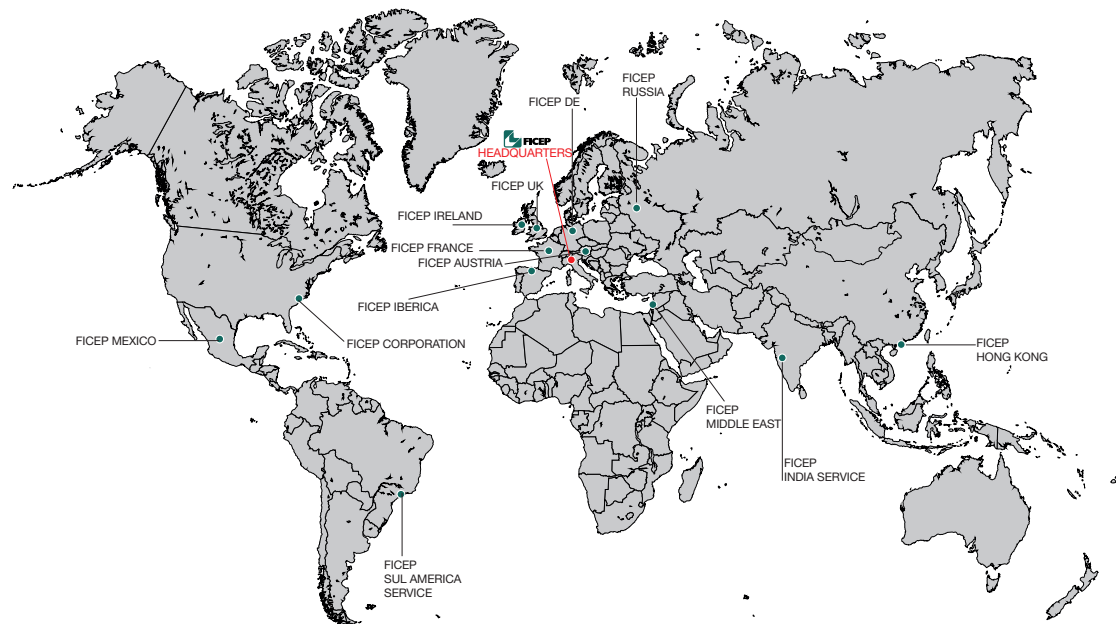 FICEP
RUSSIA
FICEP DE
FICEP
HEADQUARTERS
FICEP UK
FICEP IRELAND
FICEP FRANCE
FICEP AUSTRIA
FICEP IBERICA
FICEP MEXICO
FICEP CORPORATION
FICEP
HONG KONG
FICEP
MIDDLE EAST
FICEP
INDIA SERVICE
FICEP
SUL AMERICA
SERVICE